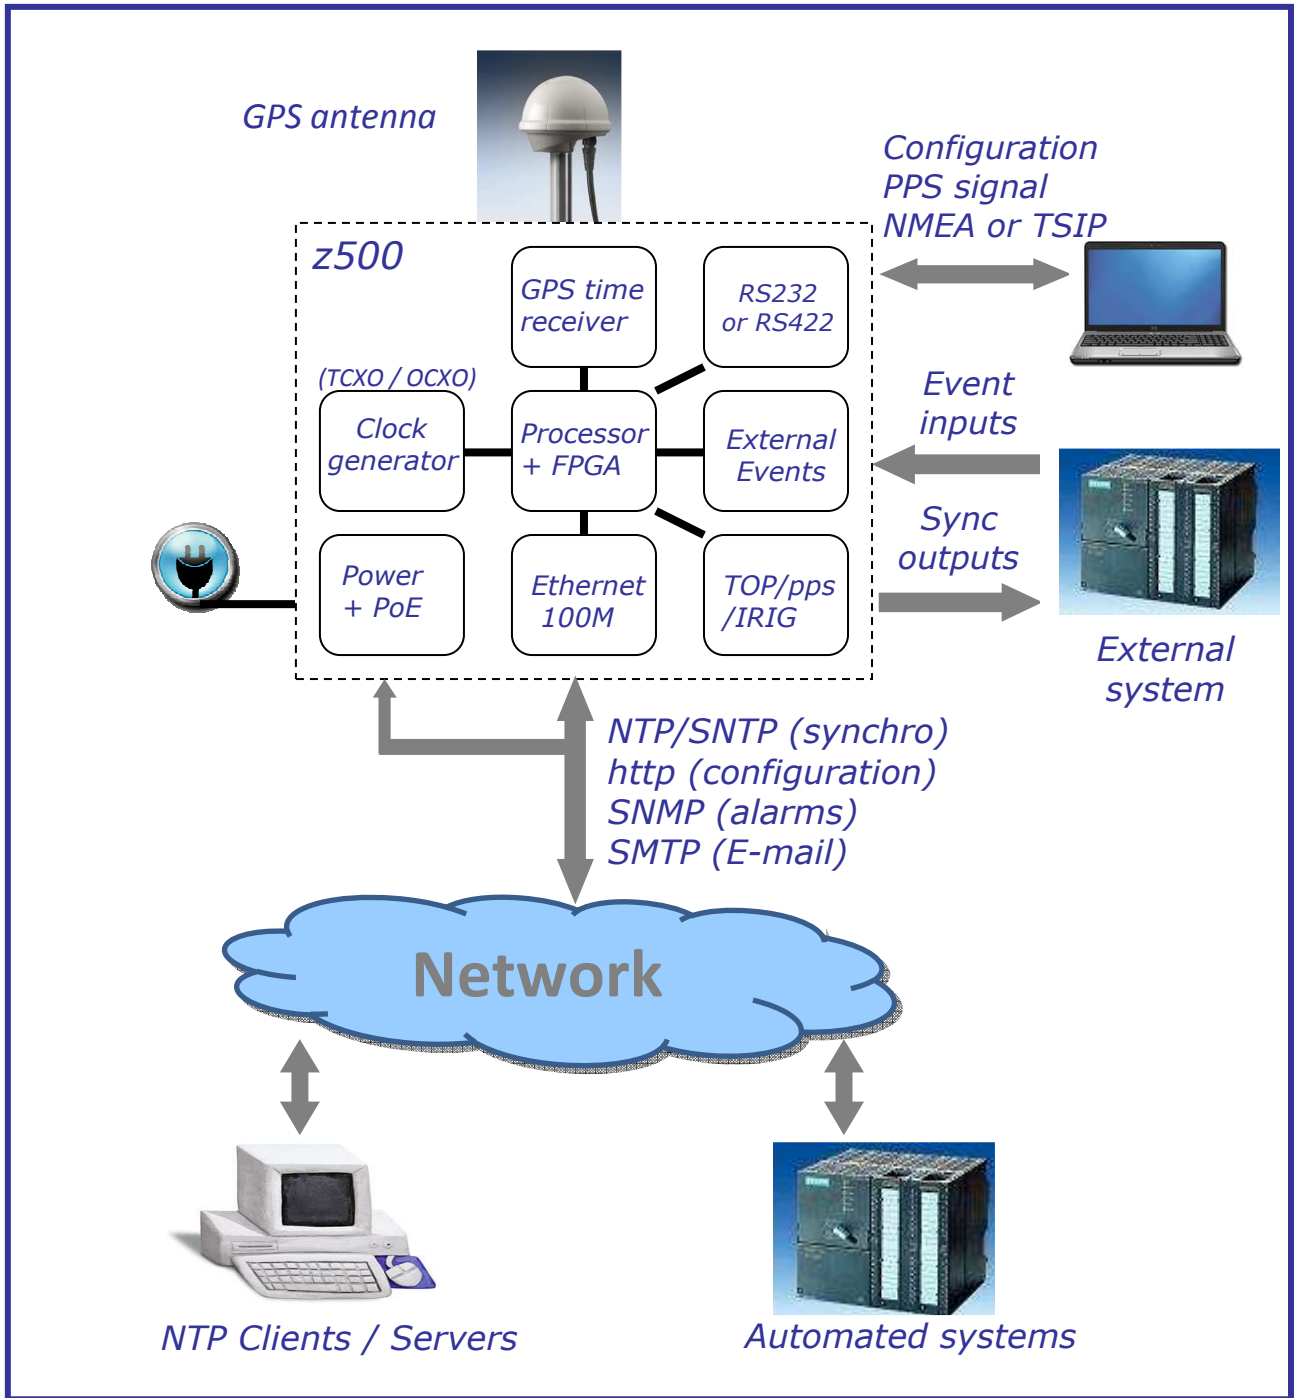 GPS antenna
Configuration
PPS signal
NMEA or TSIP
z500
GPS time
receiver
RS232
or RS422
(TCXO / OCXO)
Clock
generator
Processor
+ FPGA
External
Events
Event
inputs
Power
+ PoE
Ethernet
100M
TOP/pps
/IRIG
Sync
outputs
External
system
NTP/SNTP (synchro)
http (configuration)
SNMP (alarms)
SMTP (E-mail)
Network
NTP Clients / Servers
Automated systems